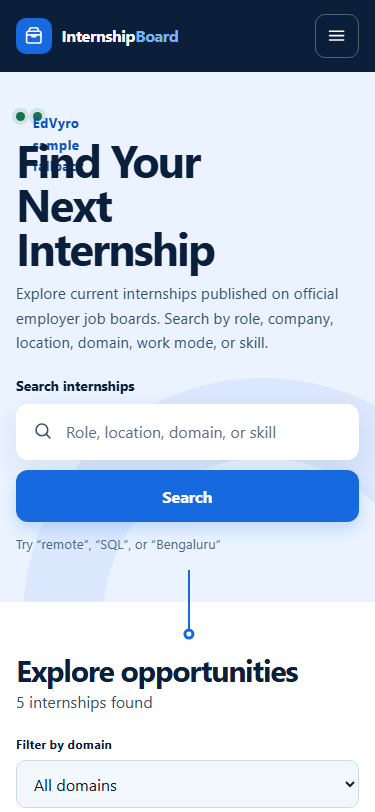 InternshipBoard
EdVyro
sample
Find Your
Next
Internship
Explore current internships published on official
employer job boards. Search by role, company,
location, domain, work mode, or skill.
Search internships
Role, location, domain, or skill
Search
Try “remote”, “SQL”, or “Bengaluru”
Explore opportunities
5 internships found
Filter by domain
All domains